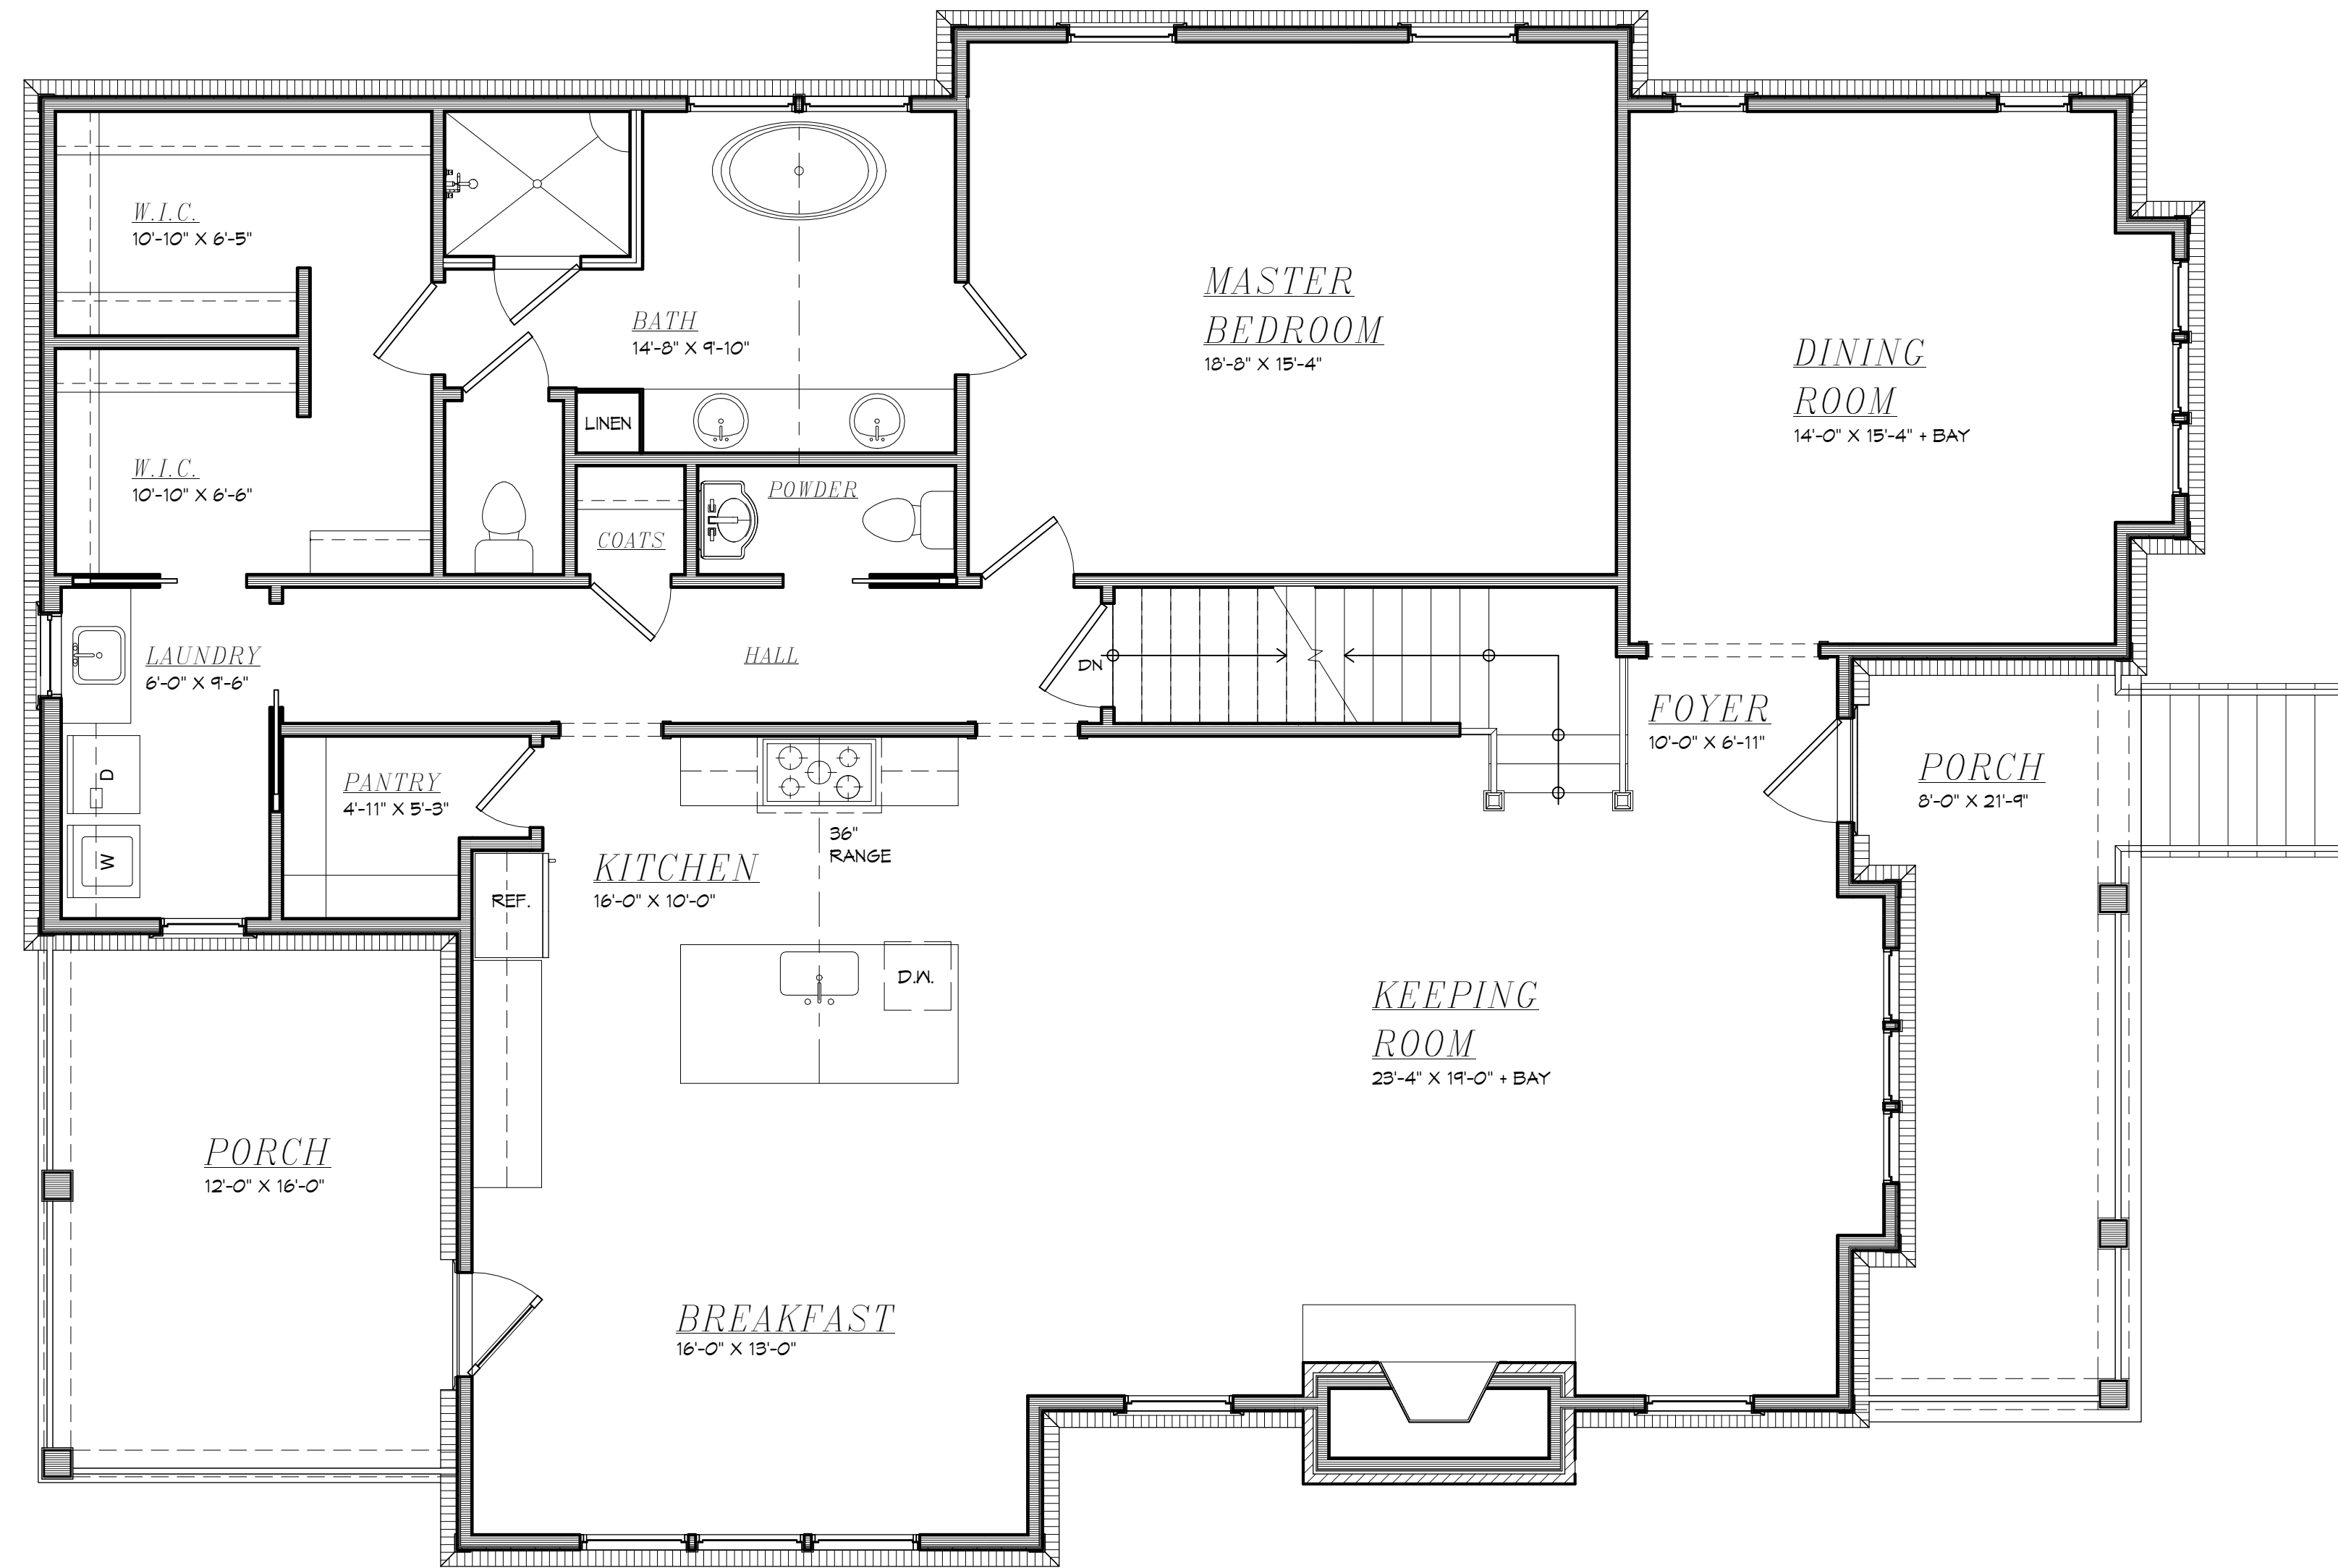 W.I.C.
10'-10" X 6'-5"
BATH
14'-8" X 9'-10"
MASTER
BEDROOM
18'-8" X 15'-4"
DINING
ROOM
14'-0" X 15'-4" + BAY
LINEN
W.I.C.
10'-10" X 6'-6"
POWDER
COATS
LAUNDRY
6'-0" X 9'-6"
HALL
DN
FOYER
10'-0" X 6'-11"
PORCH
8'-0" X 21'-9"
D
PANTRY
4'-11" X 5'-3"
36"
RANGE
W
KITCHEN
16'-0" X 10'-0"
REF.
D.W.
KEEPING
ROOM
23'-4" X 19'-0" + BAY
PORCH
12'-0" X 16'-0"
BREAKFAST
16'-0" X 13'-0"